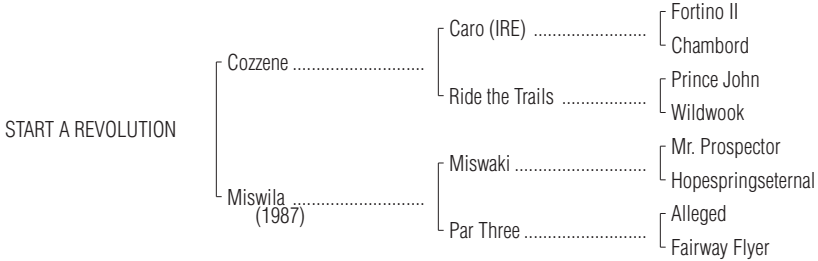 Fortino II
Caro (IRE) ........................
Chambord
Cozzene ............................
Prince John
Ride the Trails ..................
Wildwook
START A REVOLUTION
Mr. Prospector
Miswaki ............................
Hopespringseternal
Miswila ............................
(1987)
Alleged
Par Three ..........................
Fairway Flyer